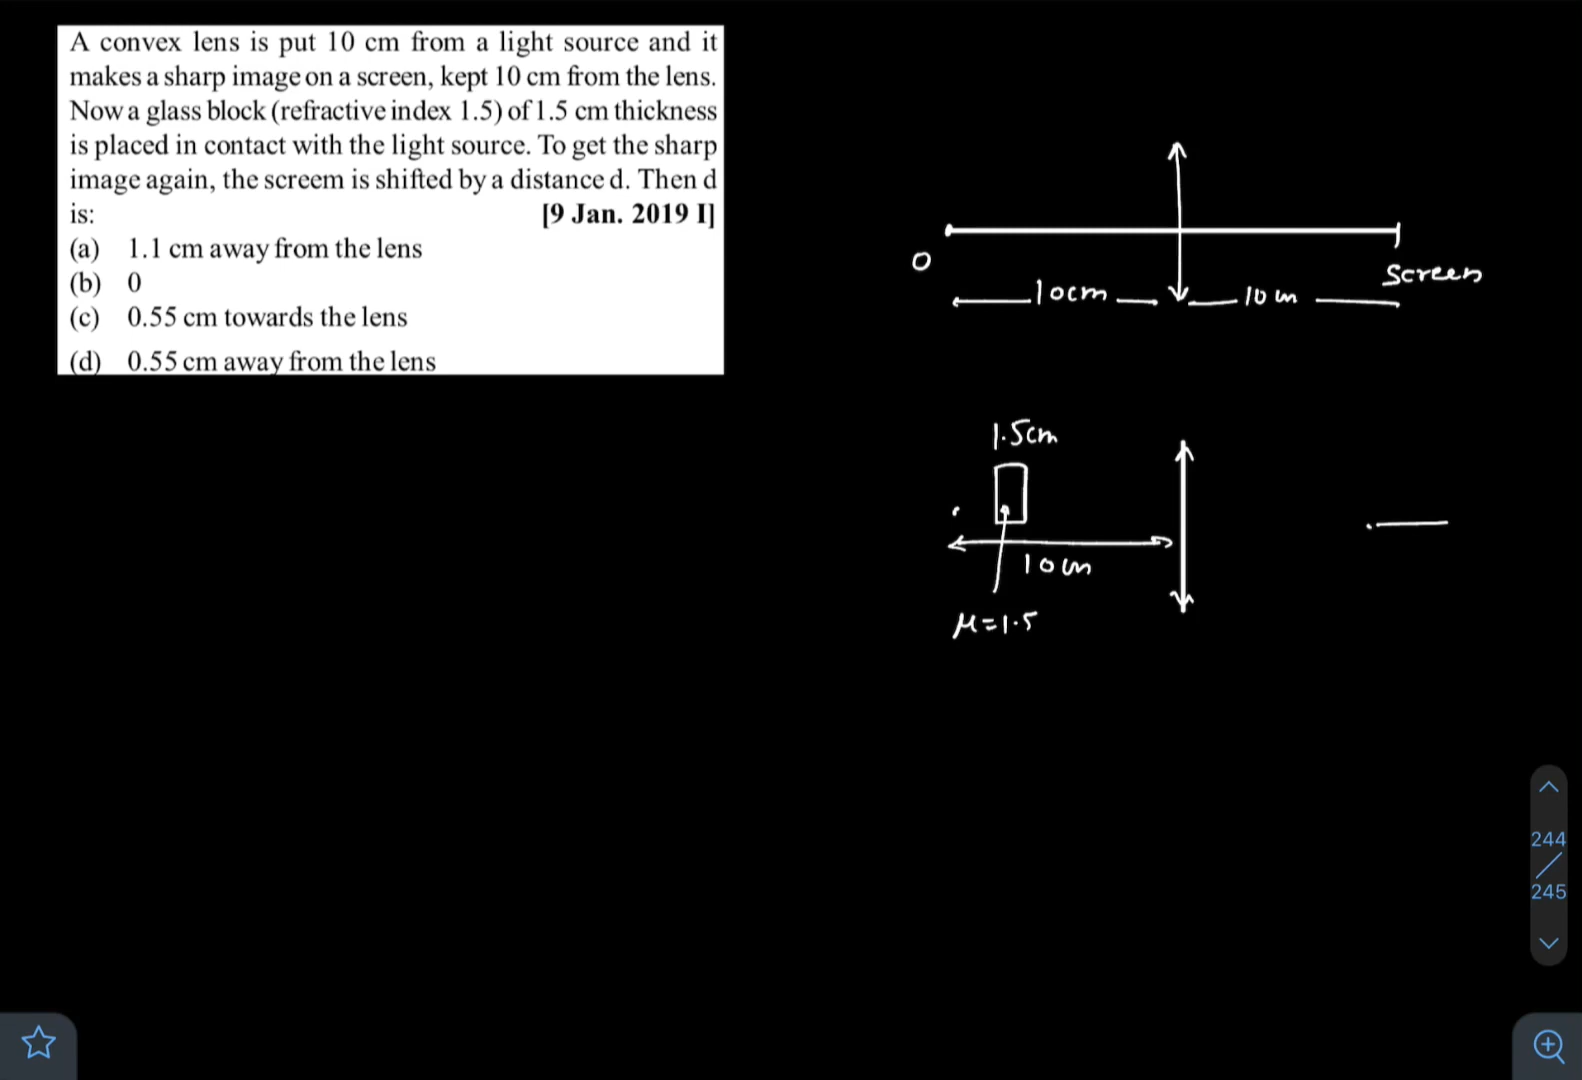 A convex lens is put 10 cm from a light source and it
makes a sharp image on a screen, kept 10 cm from the lens.
Now a glass block (refractive index 1.5) of 1.5 cm thickness
is placed in contact with the light source. To get the sharp
image again, the screem is shifted by a distance d. Then d
is: [9 Jan. 2019 I]
(a) 1.1 cm away from the lens
(b) 0
(c) 0.55 cm towards the lens
(d) 0.55 cm away from the lens
O
Screen
10cm
10 cm
1.5cm
10 cm
μ=1.5
244
/
245